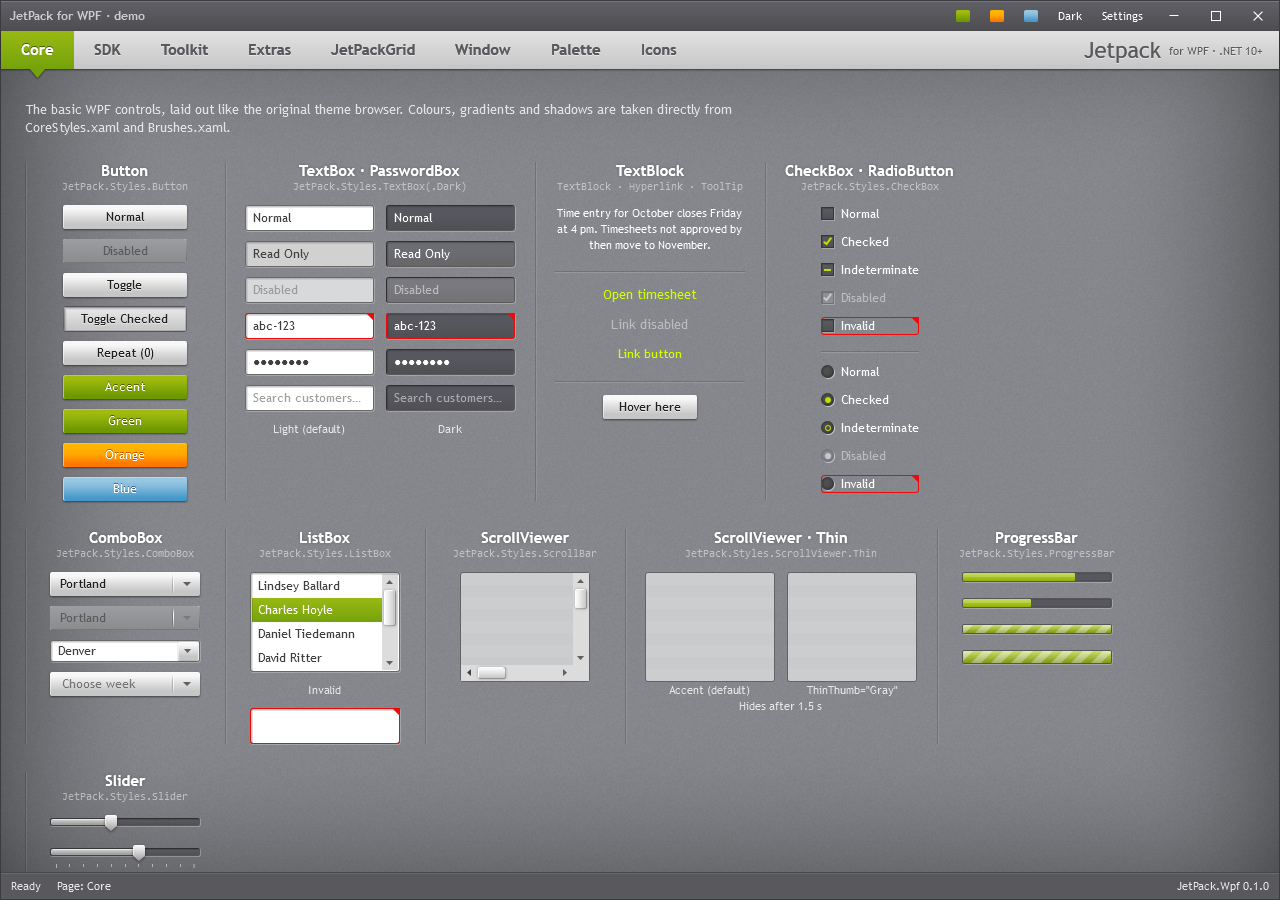 JetPack for WPF · demo
Dark Settings
Core SDK Toolkit Extras JetPackGrid Window Palette Icons
Jetpack for WPF · .NET 10+
The basic WPF controls, laid out like the original theme browser. Colours, gradients and shadows are taken directly from
CoreStyles.xaml and Brushes.xaml.
Button
JetPack.Styles.Button
Normal
Disabled
Toggle
Toggle Checked
Repeat (0)
Accent
Green
Orange
Blue
TextBox · PasswordBox
JetPack.Styles.TextBox(.Dark)
Normal Normal
Read Only Read Only
Disabled Disabled
abc-123 abc-123
●●●●●●●● ●●●●●●●●
Search customers... Search customers...
Light (default) Dark
TextBlock
TextBlock · Hyperlink · ToolTip
Time entry for October closes Friday
at 4 pm. Timesheets not approved by
then move to November.
Open timesheet
Link disabled
Link button
Hover here
CheckBox · RadioButton
JetPack.Styles.CheckBox
Normal
Checked
Indeterminate
Disabled
Invalid
Normal
Checked
Indeterminate
Disabled
Invalid
ComboBox
JetPack.Styles.ComboBox
Portland
Portland
Denver
Choose week
ListBox
JetPack.Styles.ListBox
Lindsey Ballard
Charles Hoyle
Daniel Tiedemann
David Ritter
Invalid
ScrollViewer
JetPack.Styles.ScrollBar
ScrollViewer · Thin
JetPack.Styles.ScrollViewer.Thin
Accent (default) ThinThumb="Gray"
Hides after 1.5 s
ProgressBar
JetPack.Styles.ProgressBar
Slider
JetPack.Styles.Slider
Ready Page: Core
JetPack.Wpf 0.1.0